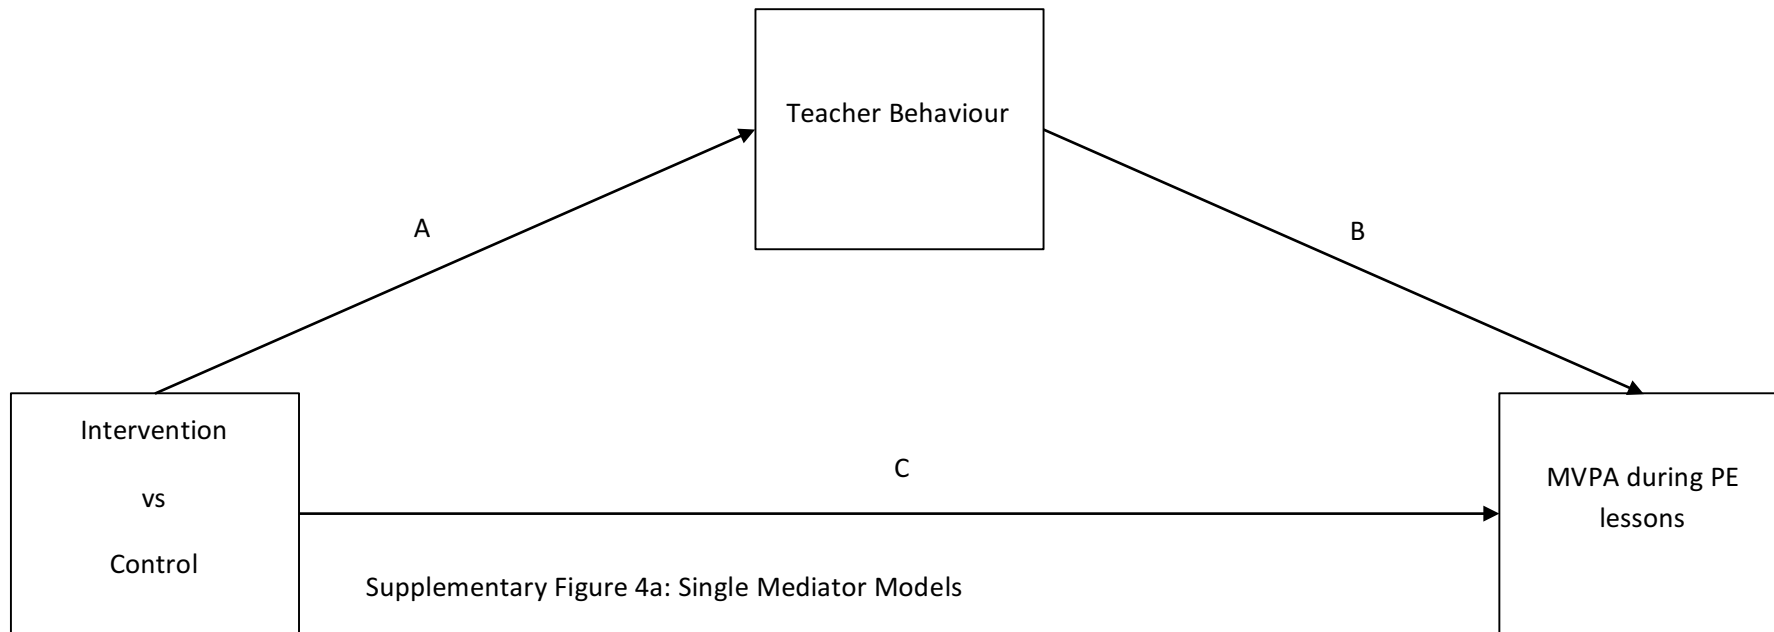 Teacher Behaviour
A
B
Intervention
vs
Control
C
MVPA during PE
lessons
Supplementary Figure 4a: Single Mediator Models